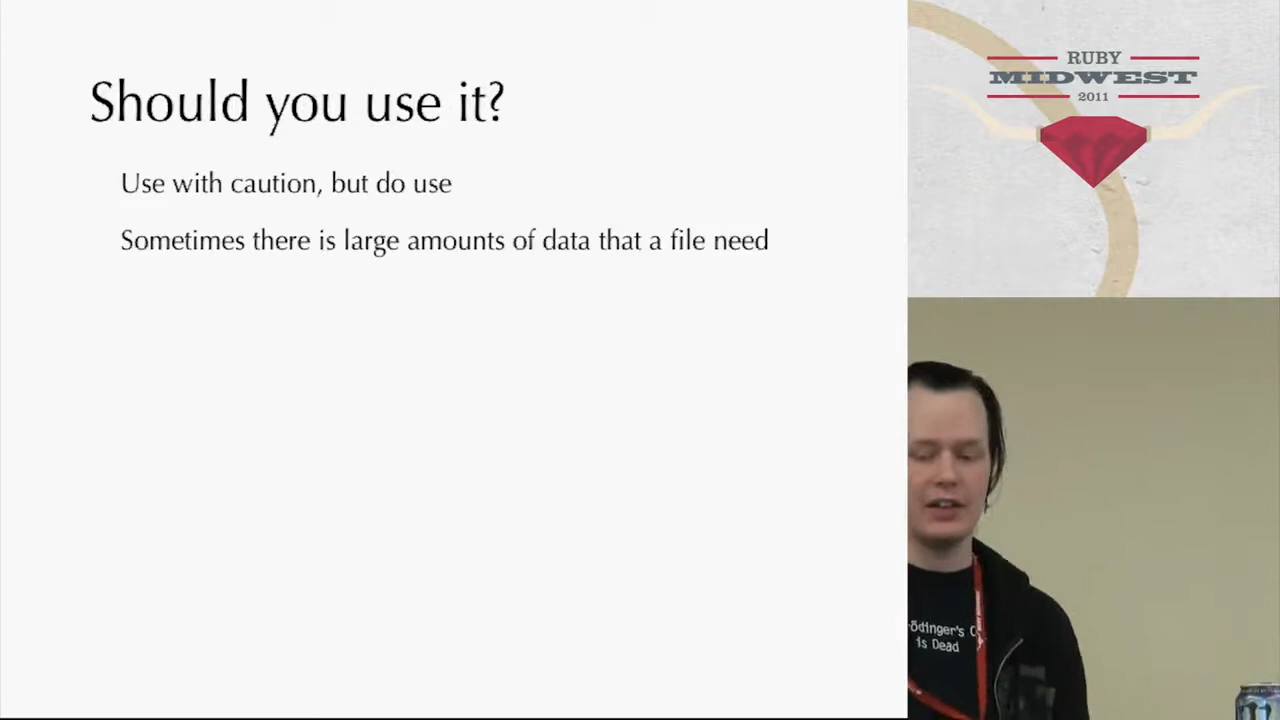 Should you use it?
Use with caution, but do use
Sometimes there is large amounts of data that a file need
RUBY
MIDWEST
2011
is Dead